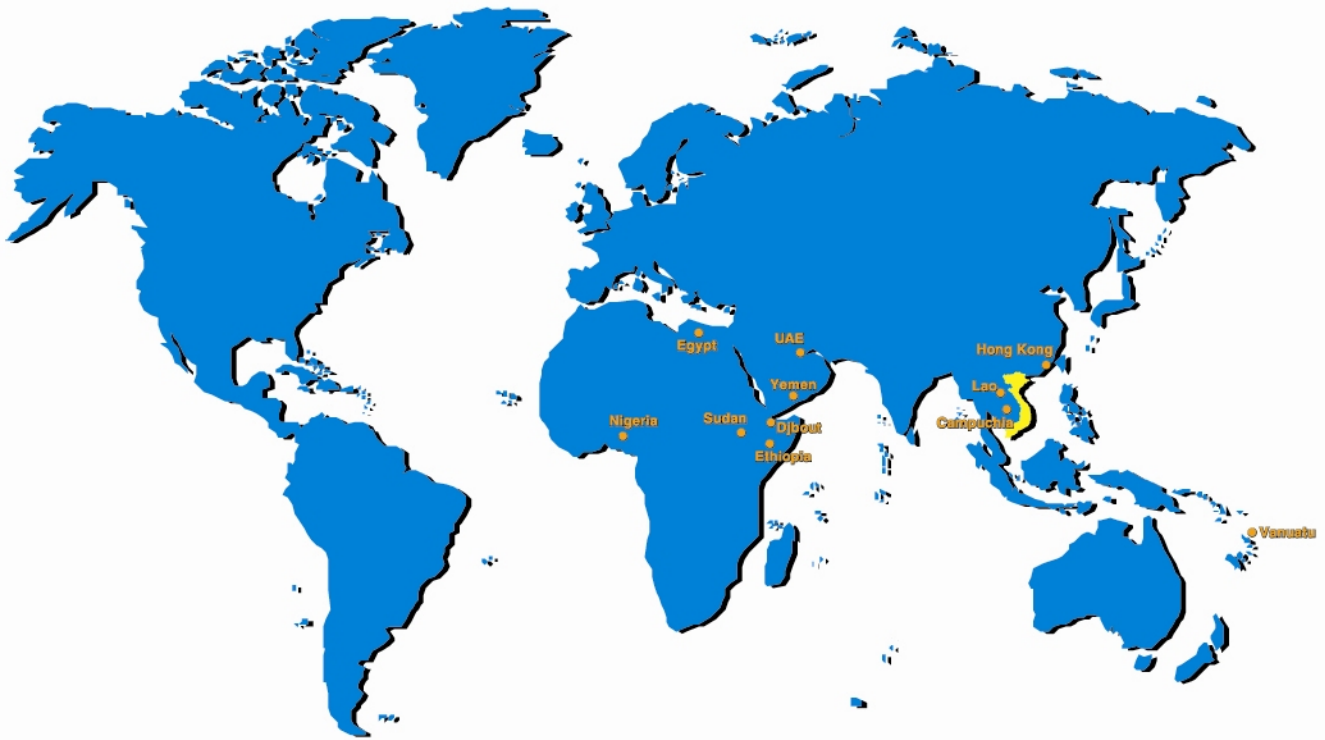 UAE
Egypt
Hong Kong
Yemen
Lao
Nigeria
Sudan
Djbout
Campuchia
Ethiopia
Vanuatu